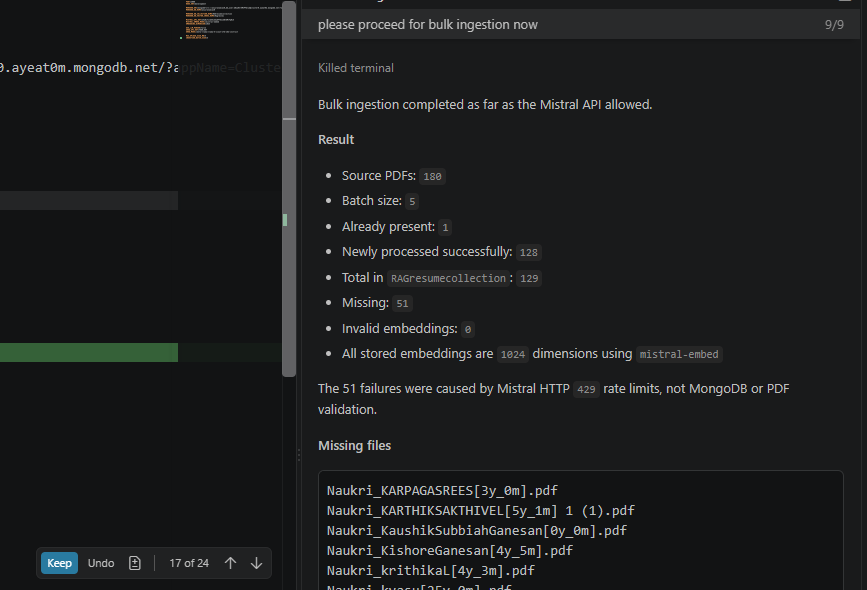 please proceed for bulk ingestion now 9/9
0.ayeat0m.mongodb.net/?appName=Cluste
Killed terminal
Bulk ingestion completed as far as the Mistral API allowed.
Result
• Source PDFs: 180
• Batch size: 5
• Already present: 1
• Newly processed successfully: 128
• Total in RAGresumecollection: 129
• Missing: 51
• Invalid embeddings: 0
• All stored embeddings are 1024 dimensions using mistral-embed
The 51 failures were caused by Mistral HTTP 429 rate limits, not MongoDB or PDF
validation.
Missing files
Naukri_KARPAGASREES[3y_0m].pdf
Naukri_KARTHIKSAKTHIVEL[5y_1m] 1 (1).pdf
Naukri_KaushikSubbiahGanesan[0y_0m].pdf
Naukri_KishoreGanesan[4y_5m].pdf
Naukri_krithikaL[4y_3m].pdf
Keep Undo 17 of 24